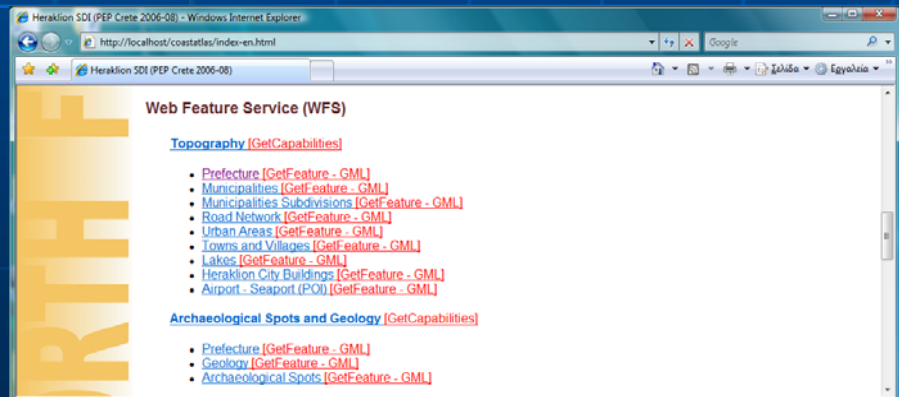 Heraklion SDI (PEP Crete 2006-08) - Windows Internet Explorer
http://localhost/coastatlas/index-en.html
Google
Heraklion SDI (PEP Crete 2006-08)
Σελίδα
Εργαλεία
Web Feature Service (WFS)
Topography [GetCapabilities]
• Prefecture [GetFeature - GML]
• Municipalities [GetFeature - GML]
• Municipalities Subdivisions [GetFeature - GML]
• Road Network [GetFeature - GML]
• Urban Areas [GetFeature - GML]
• Towns and Villages [GetFeature - GML]
• Lakes [GetFeature - GML]
• Heraklion City Buildings [GetFeature - GML]
• Airport - Seaport (POI) [GetFeature - GML]
Archaeological Spots and Geology [GetCapabilities]
• Prefecture [GetFeature - GML]
• Geology [GetFeature - GML]
• Archaeological Spots [GetFeature - GML]
RTH F